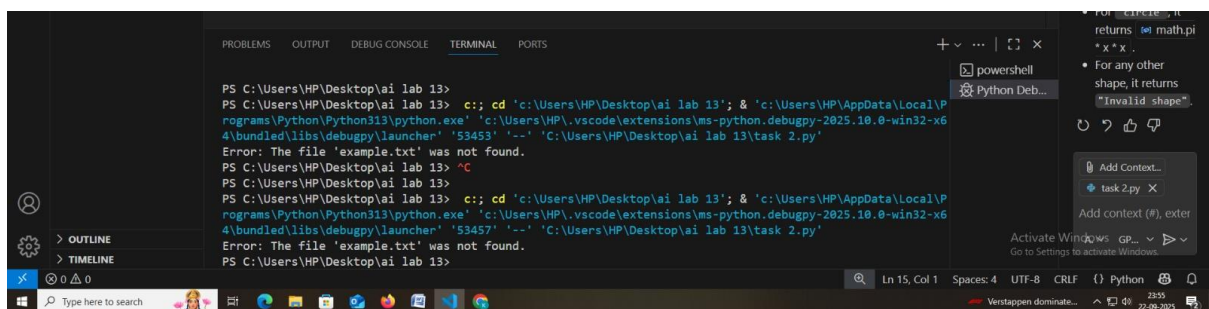 PROBLEMS OUTPUT DEBUG CONSOLE TERMINAL PORTS
PS C:\Users\HP\Desktop\ai lab 13>
PS C:\Users\HP\Desktop\ai lab 13> c:; cd 'c:\Users\HP\Desktop\ai lab 13'; & 'c:\Users\HP\AppData\Local\P
rograms\Python\Python313\python.exe' 'c:\Users\HP\.vscode\extensions\ms-python.debugpy-2025.10.0-win32-x6
4\bundled\libs\debugpy\launcher' '53453' '--' 'C:\Users\HP\Desktop\ai lab 13\task 2.py'
Error: The file 'example.txt' was not found.
PS C:\Users\HP\Desktop\ai lab 13> ^C
PS C:\Users\HP\Desktop\ai lab 13>
PS C:\Users\HP\Desktop\ai lab 13> c:; cd 'c:\Users\HP\Desktop\ai lab 13'; & 'c:\Users\HP\AppData\Local\P
rograms\Python\Python313\python.exe' 'c:\Users\HP\.vscode\extensions\ms-python.debugpy-2025.10.0-win32-x6
4\bundled\libs\debugpy\launcher' '53457' '--' 'C:\Users\HP\Desktop\ai lab 13\task 2.py'
Error: The file 'example.txt' was not found.
PS C:\Users\HP\Desktop\ai lab 13>
powershell
Python Deb...
For "circle", it
returns math.pi
* x * x .
For any other
shape, it returns
"Invalid shape".
Add Context...
task 2.py
Add context (#), exter
GP...
Activate Windows
Go to Settings to activate Windows.
OUTLINE
TIMELINE
0 0 Ln 15, Col 1 Spaces: 4 UTF-8 CRLF {} Python
Type here to search Verstappen dominate... 23:55
22-09-2025